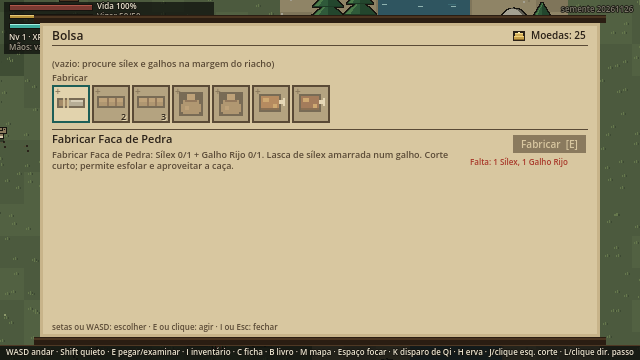 Vida 100%
semente 20261126
Nv 1 · XP
Mãos: va
Bolsa
Moedas: 25
(vazio: procure sílex e galhos na margem do riacho)
Fabricar
2
3
Fabricar Faca de Pedra
Fabricar [E]
Fabricar Faca de Pedra: Sílex 0/1 + Galho Rijo 0/1. Lasca de sílex amarrada num galho. Corte
curto; permite esfolar e aproveitar a caça.
Falta: 1 Sílex, 1 Galho Rijo
setas ou WASD: escolher · E ou clique: agir · I ou Esc: fechar
WASD andar · Shift quieto · E pegar/examinar · I inventário · C ficha · B livro · M mapa · Espaço focar · K disparo de Qi · H erva · J/clique esq. corte · L/clique dir. passo